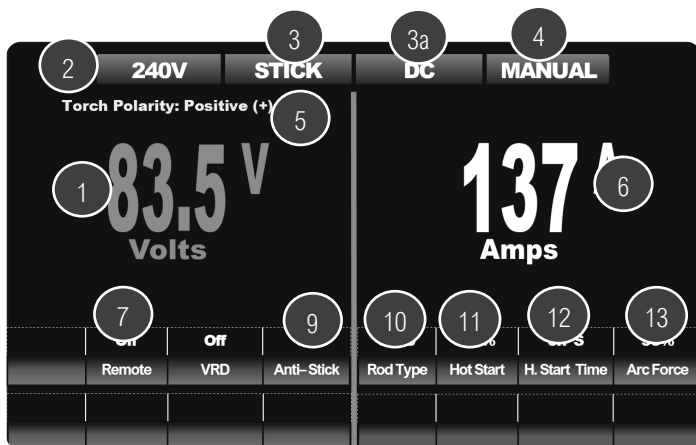 3
3a
4
2
240V
STICK
DC
MANUAL
Torch Polarity: Positive (+)
5
1
83.5 V
Volts
137
6
Amps
7
9
10
11
12
13
Off
Remote
VRD
Anti-Stick
Rod Type
Hot Start
H. Start Time
Arc Force